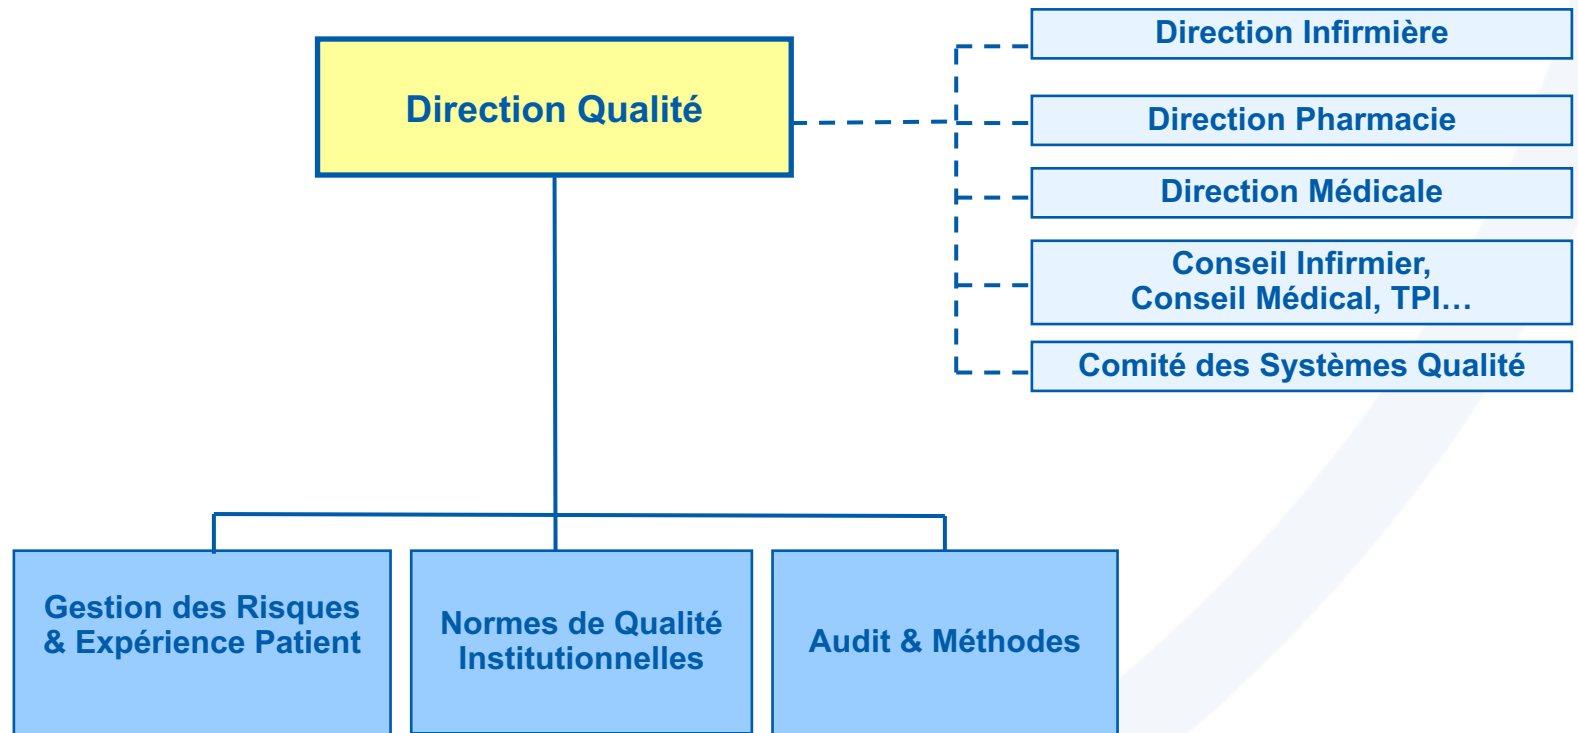 Direction Qualité
Direction Infirmière
Direction Pharmacie
Direction Médicale
Conseil Infirmier,
Conseil Médical, TPI…
Comité des Systèmes Qualité
Gestion des Risques
& Expérience Patient
Normes de Qualité
Institutionnelles
Audit & Méthodes